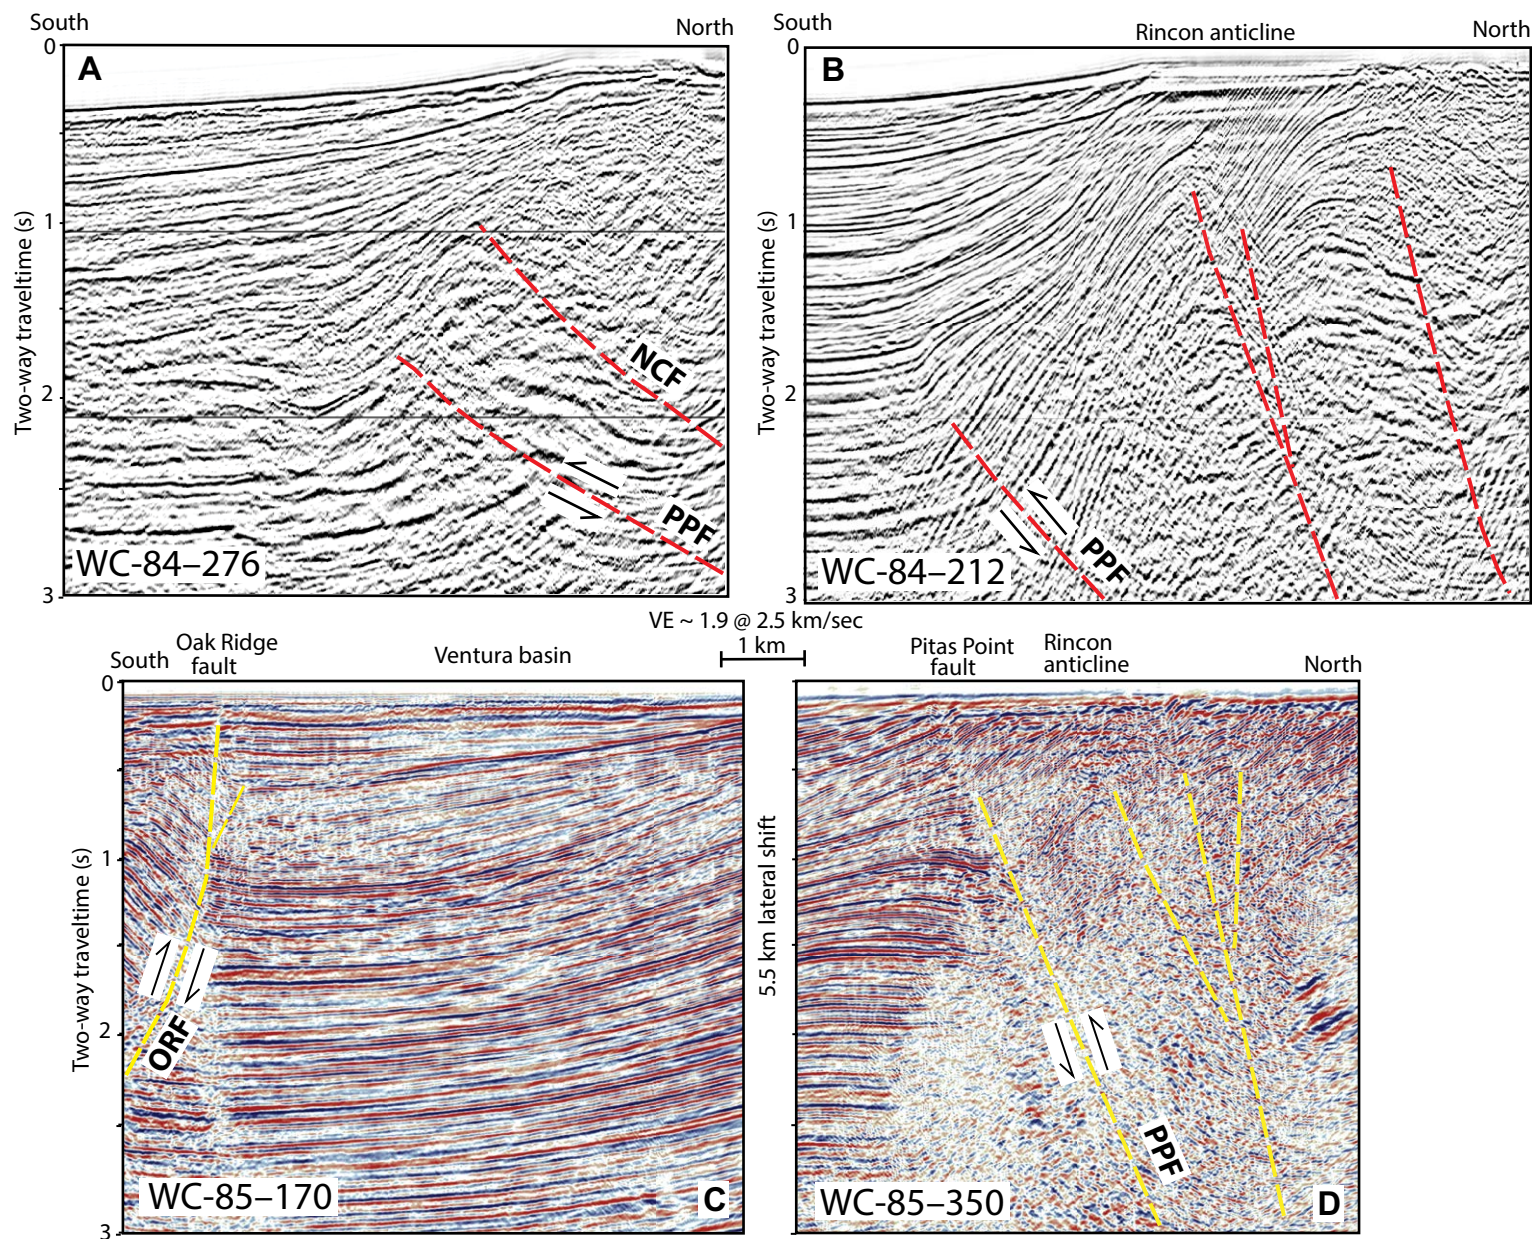 South
North
0
A
1
2
3
Two-way traveltime (s)
NCF
PPF
WC-84–276
South
Rincon anticline
North
0
B
1
2
3
Two-way traveltime (s)
PPF
WC-84–212
VE ~ 1.9 @ 2.5 km/sec
1 km
South
Oak Ridge
fault
Ventura basin
0
1
2
3
Two-way traveltime (s)
ORF
WC-85–170
C
5.5 km lateral shift
Pitas Point
fault
Rincon
anticline
North
PPF
WC-85–350
D